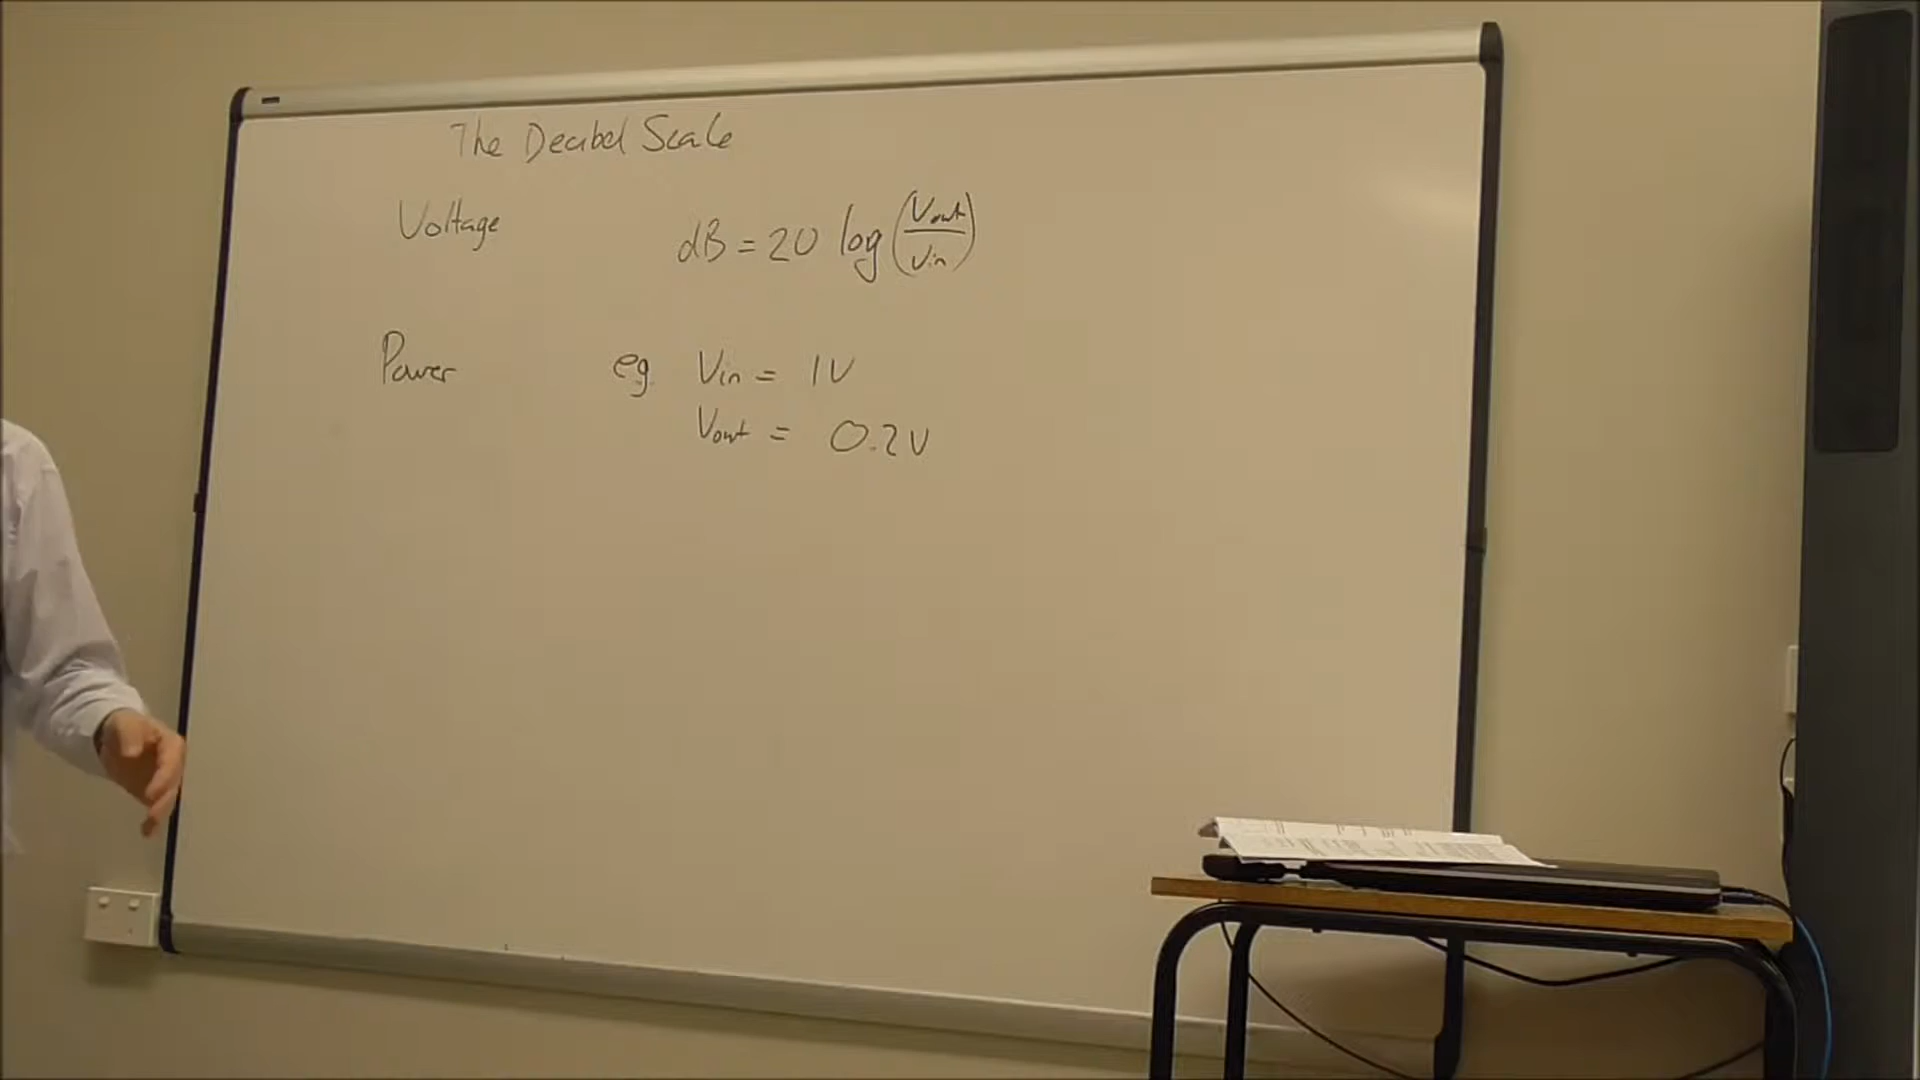 The Decibel Scale
Voltage dB = 20 log(Vout/Vin)
Power eg. Vin = 1V
Vout = 0.2V